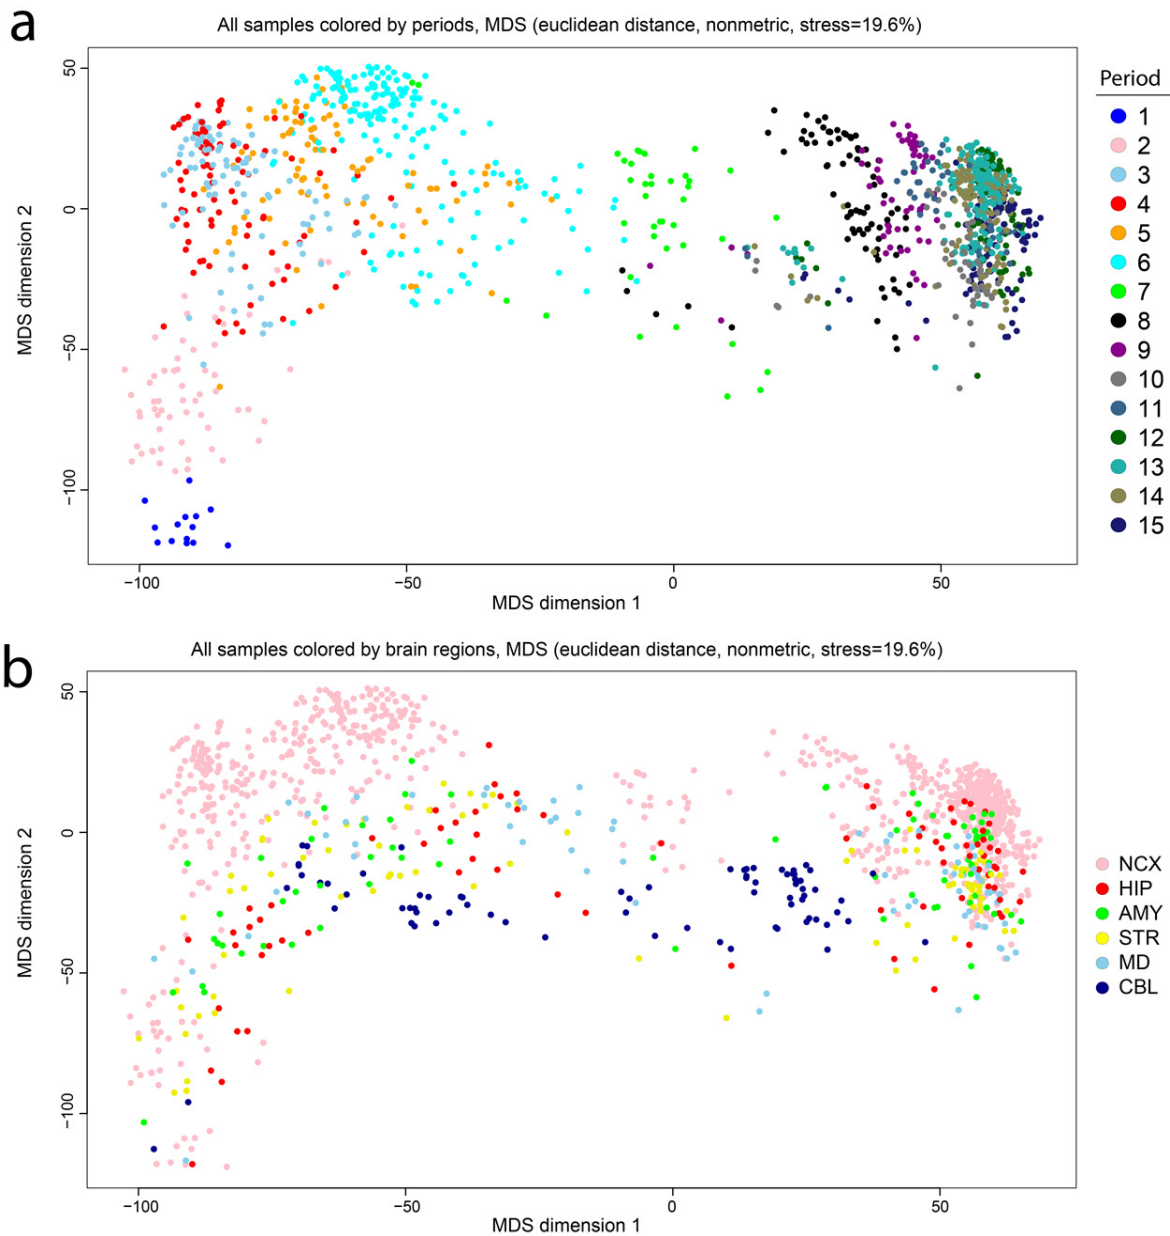 a
All samples colored by periods, MDS (euclidean distance, nonmetric, stress=19.6%)
50
0
−50
−100
MDS dimension 2
−100 −50 0 50
MDS dimension 1
Period
1
2
3
4
5
6
7
8
9
10
11
12
13
14
15
b
All samples colored by brain regions, MDS (euclidean distance, nonmetric, stress=19.6%)
50
0
−50
−100
MDS dimension 2
−100 −50 0 50
MDS dimension 1
NCX
HIP
AMY
STR
MD
CBL